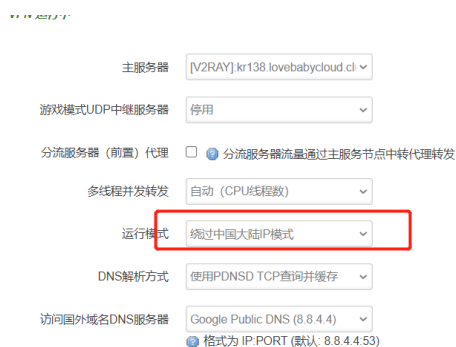 主服务器 [V2RAY]:kr138.lovebabycloud.cl
游戏模式UDP中继服务器 停用
分流服务器（前置）代理 分流服务器流量通过主服务节点中转代理转发
多线程并发转发 自动（CPU线程数）
运行模式 绕过中国大陆IP模式
DNS解析方式 使用PDNSD TCP查询并缓存
访问国外域名DNS服务器 Google Public DNS (8.8.4.4)
格式为 IP:PORT (默认: 8.8.4.4:53)